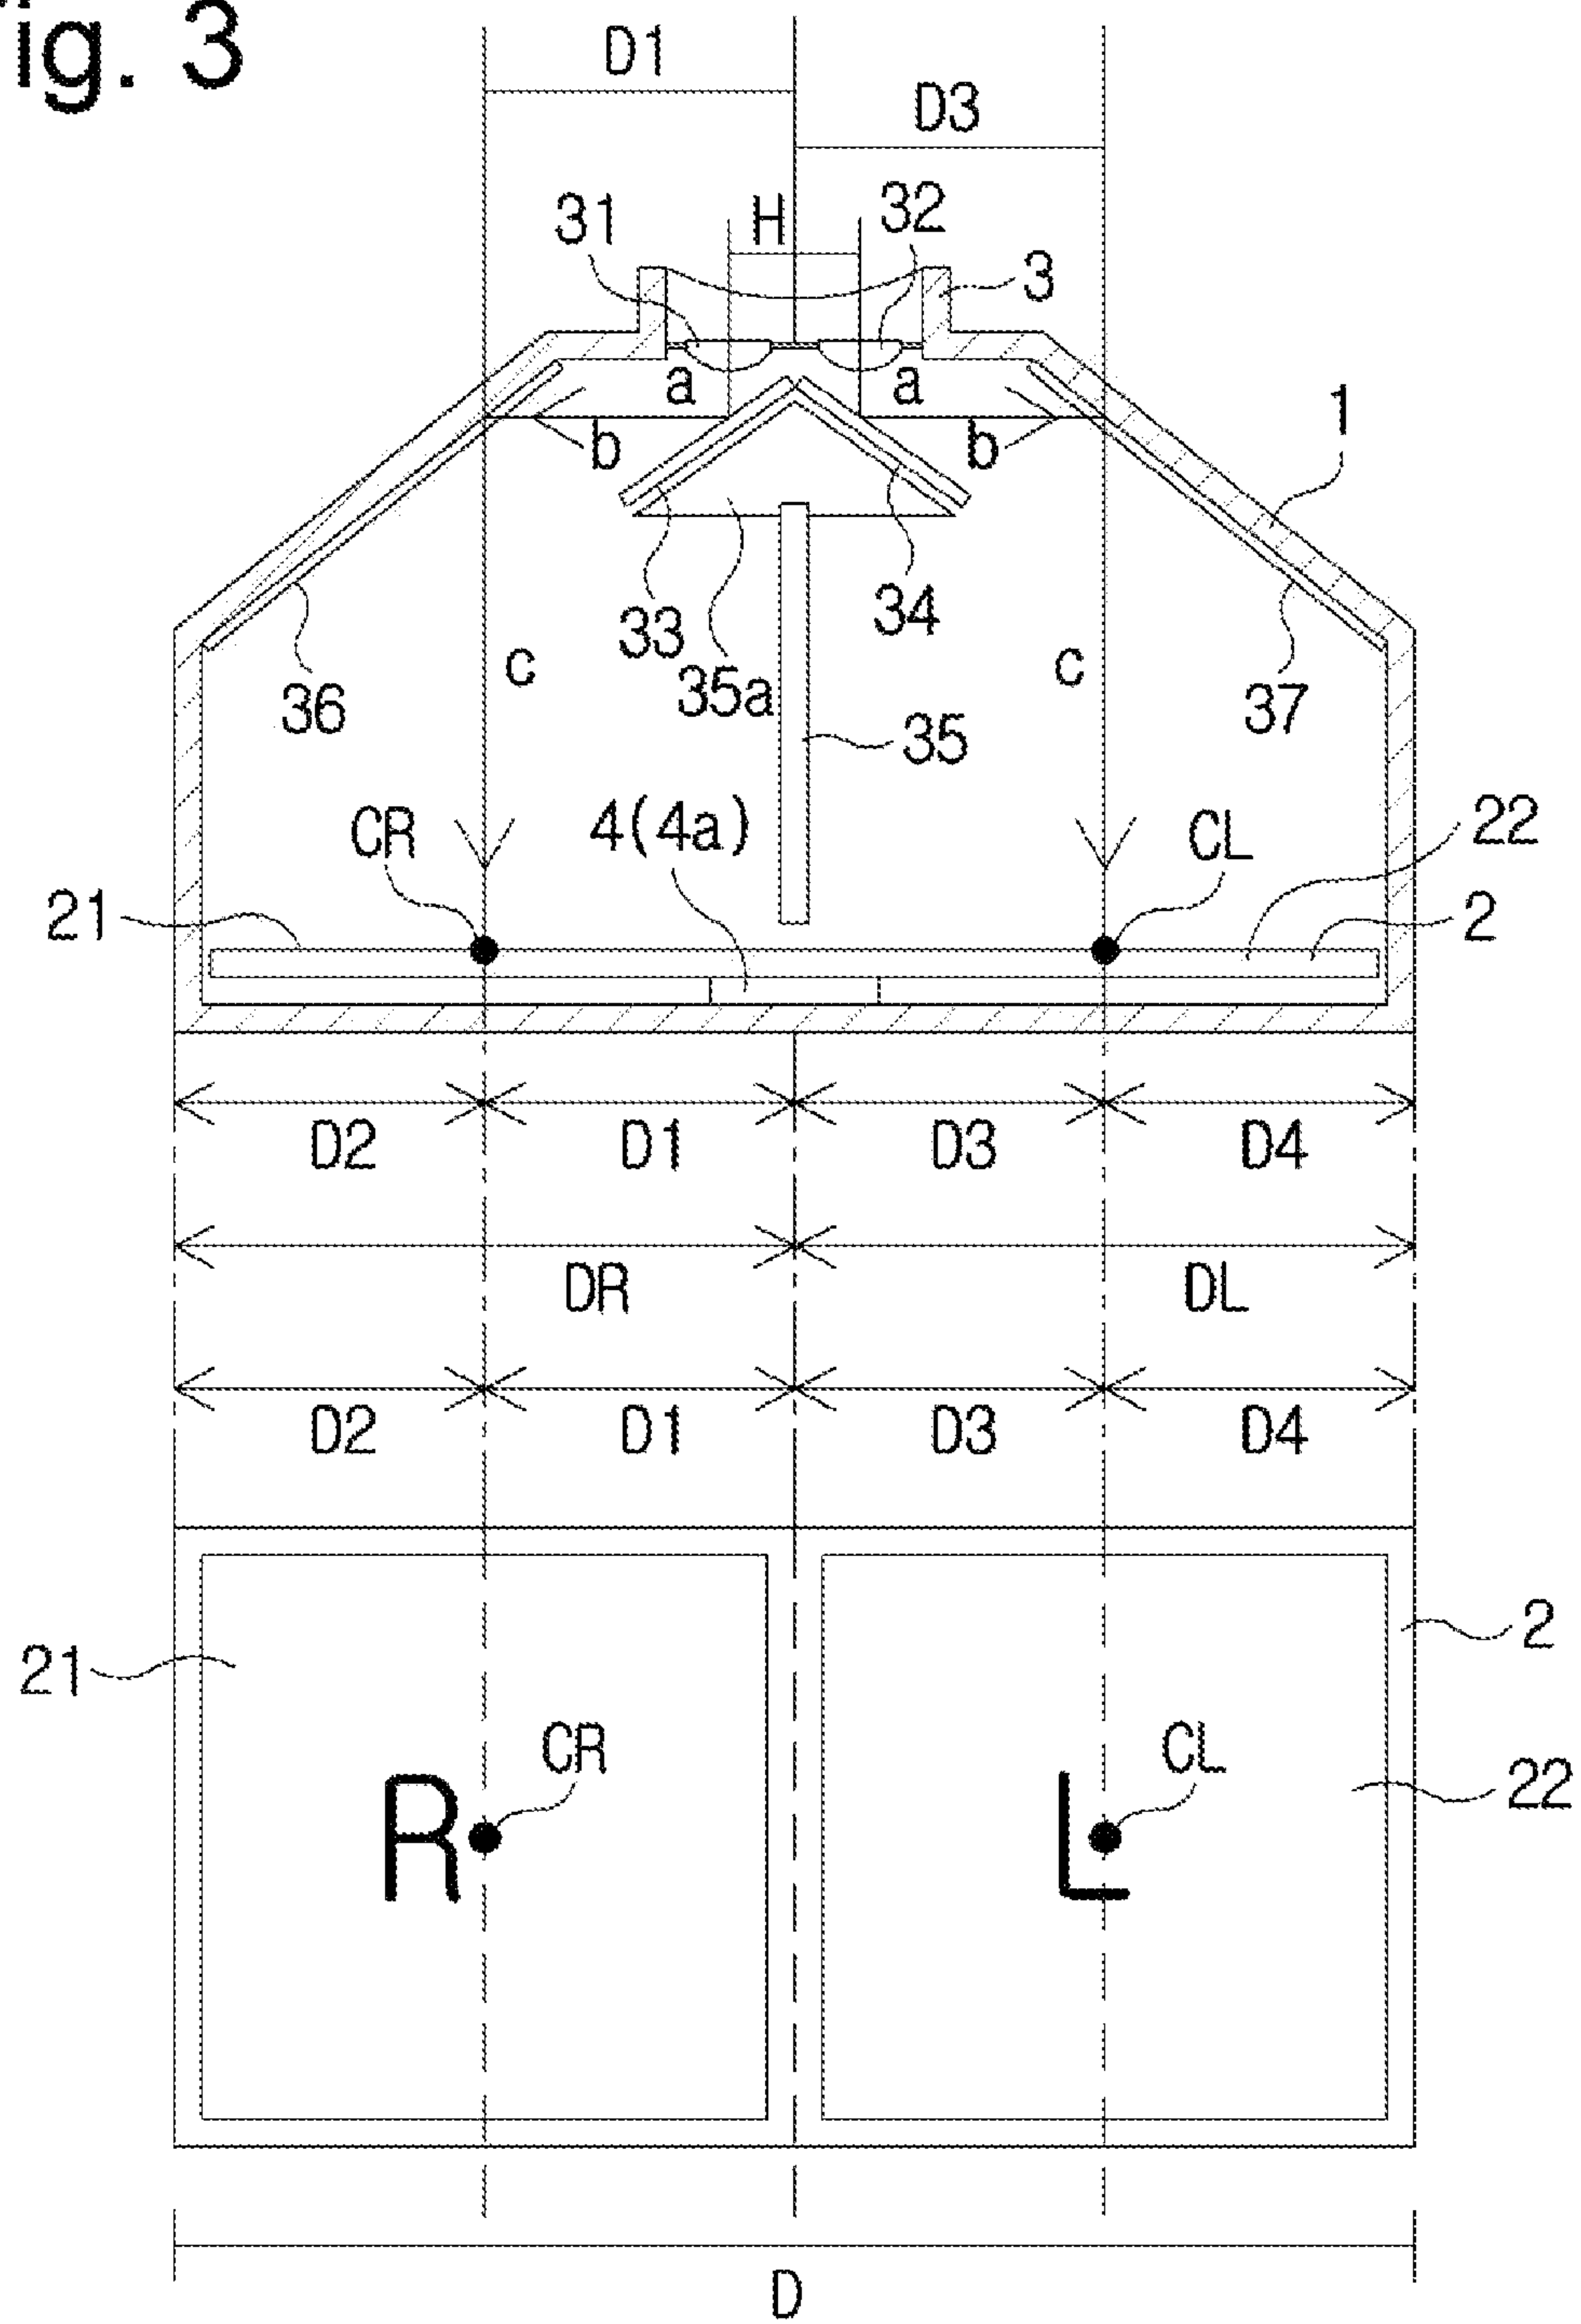 Fig. 3
D1
D3
31 H 32
3
a a
b b
1
33 34
36 c 35a c 37
35
CR 4(4a) CL 22
21 2
D2 D1 D3 D4
DR DL
D2 D1 D3 D4
2
21
CR CL
R L 22
D